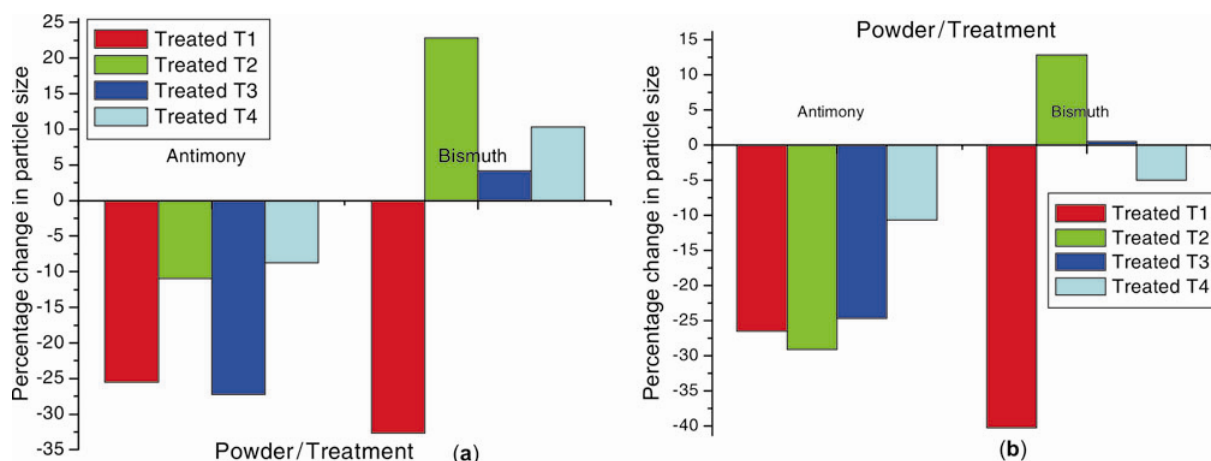 Percentage change in particle size
25
20
15
10
5
0
-5
-10
-15
-20
-25
-30
-35
Treated T1
Treated T2
Treated T3
Treated T4
Antimony
Bismuth
Powder/Treatment (a)
Powder/Treatment
Percentage change in particle size
15
10
5
0
-5
-10
-15
-20
-25
-30
-35
-40
Antimony
Bismuth
Treated T1
Treated T2
Treated T3
Treated T4
(b)